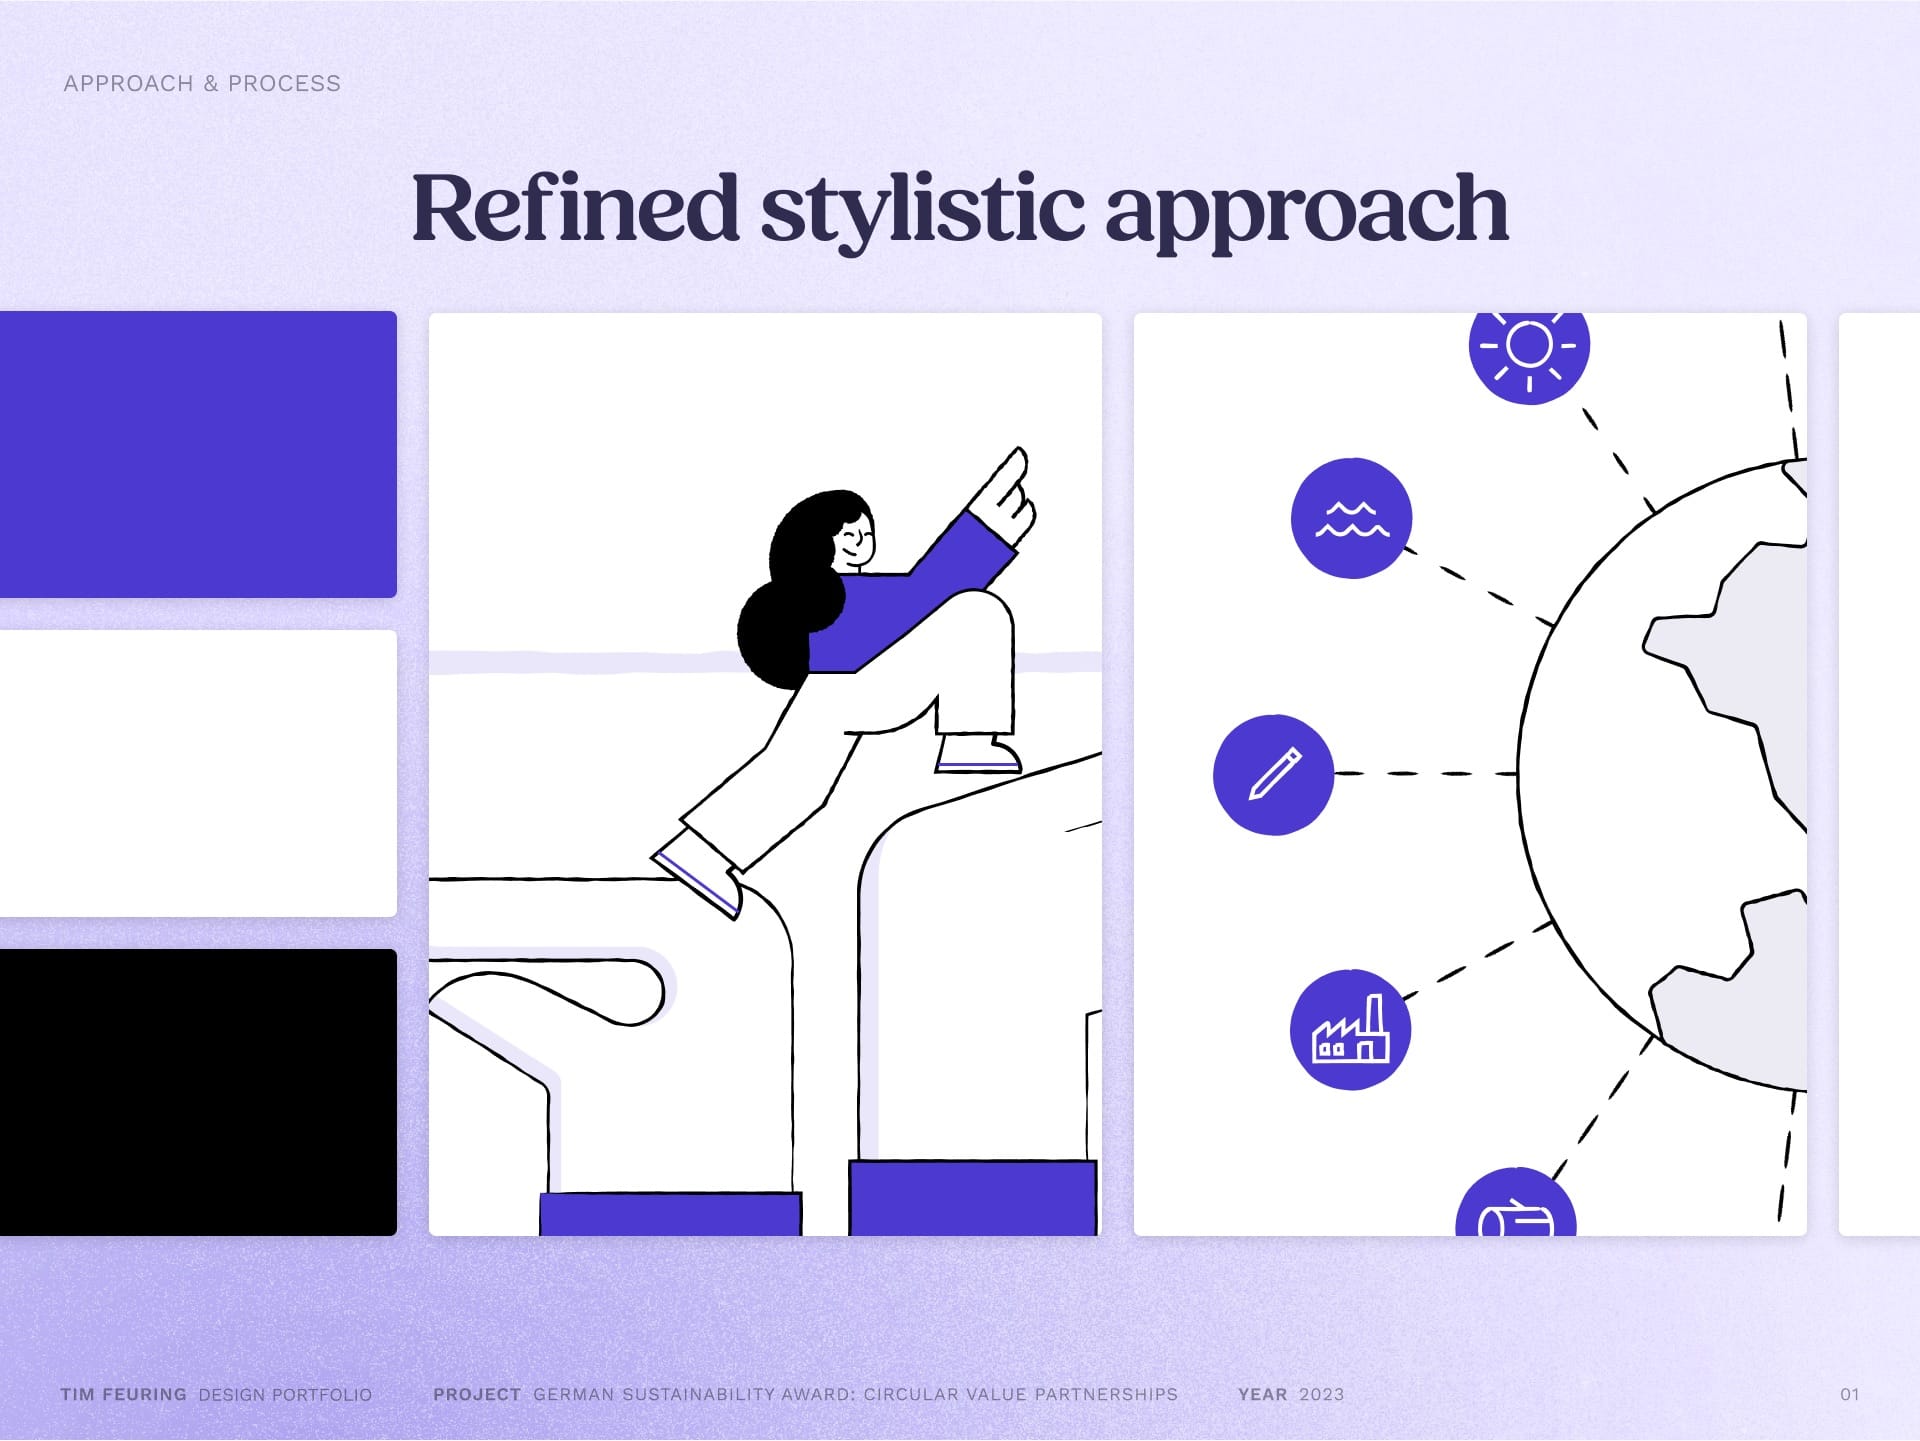 APPROACH & PROCESS
Refined stylistic approach
TIM FEURING DESIGN PORTFOLIO
PROJECT GERMAN SUSTAINABILITY AWARD: CIRCULAR VALUE PARTNERSHIPS
YEAR 2023
01